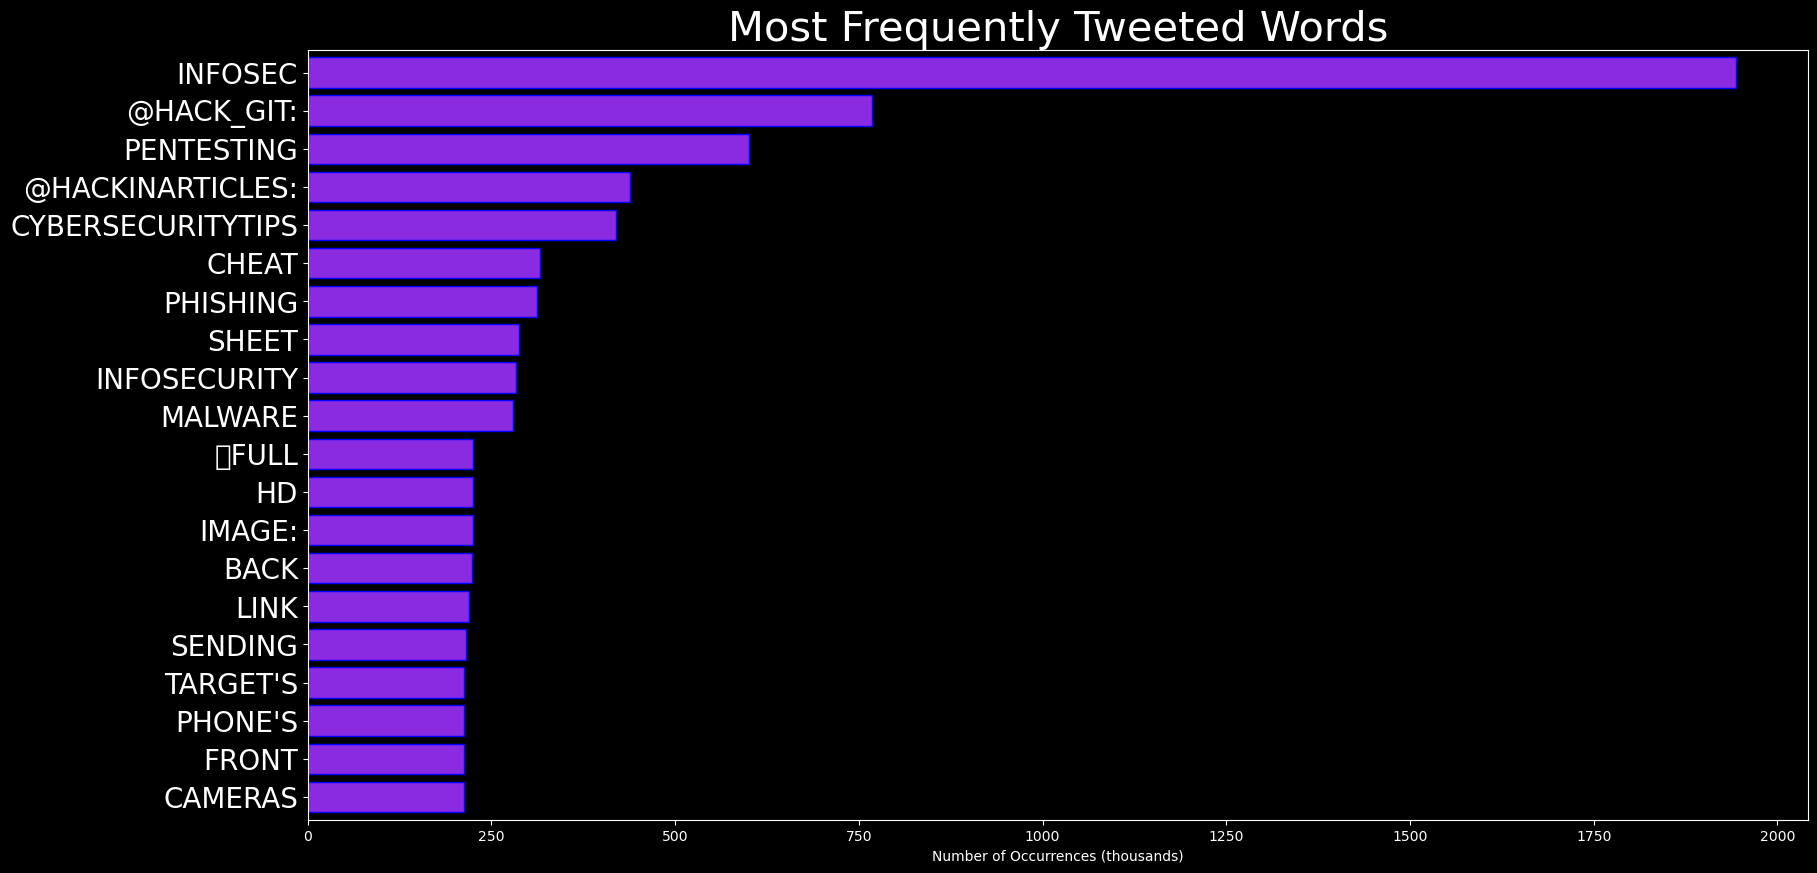 Most Frequently Tweeted Words
INFOSEC
@HACK_GIT:
PENTESTING
@HACKINARTICLES:
CYBERSECURITYTIPS
CHEAT
PHISHING
SHEET
INFOSECURITY
MALWARE
▯FULL
HD
IMAGE:
BACK
LINK
SENDING
TARGET'S
PHONE'S
FRONT
CAMERAS
0 250 500 750 1000 1250 1500 1750 2000
Number of Occurrences (thousands)